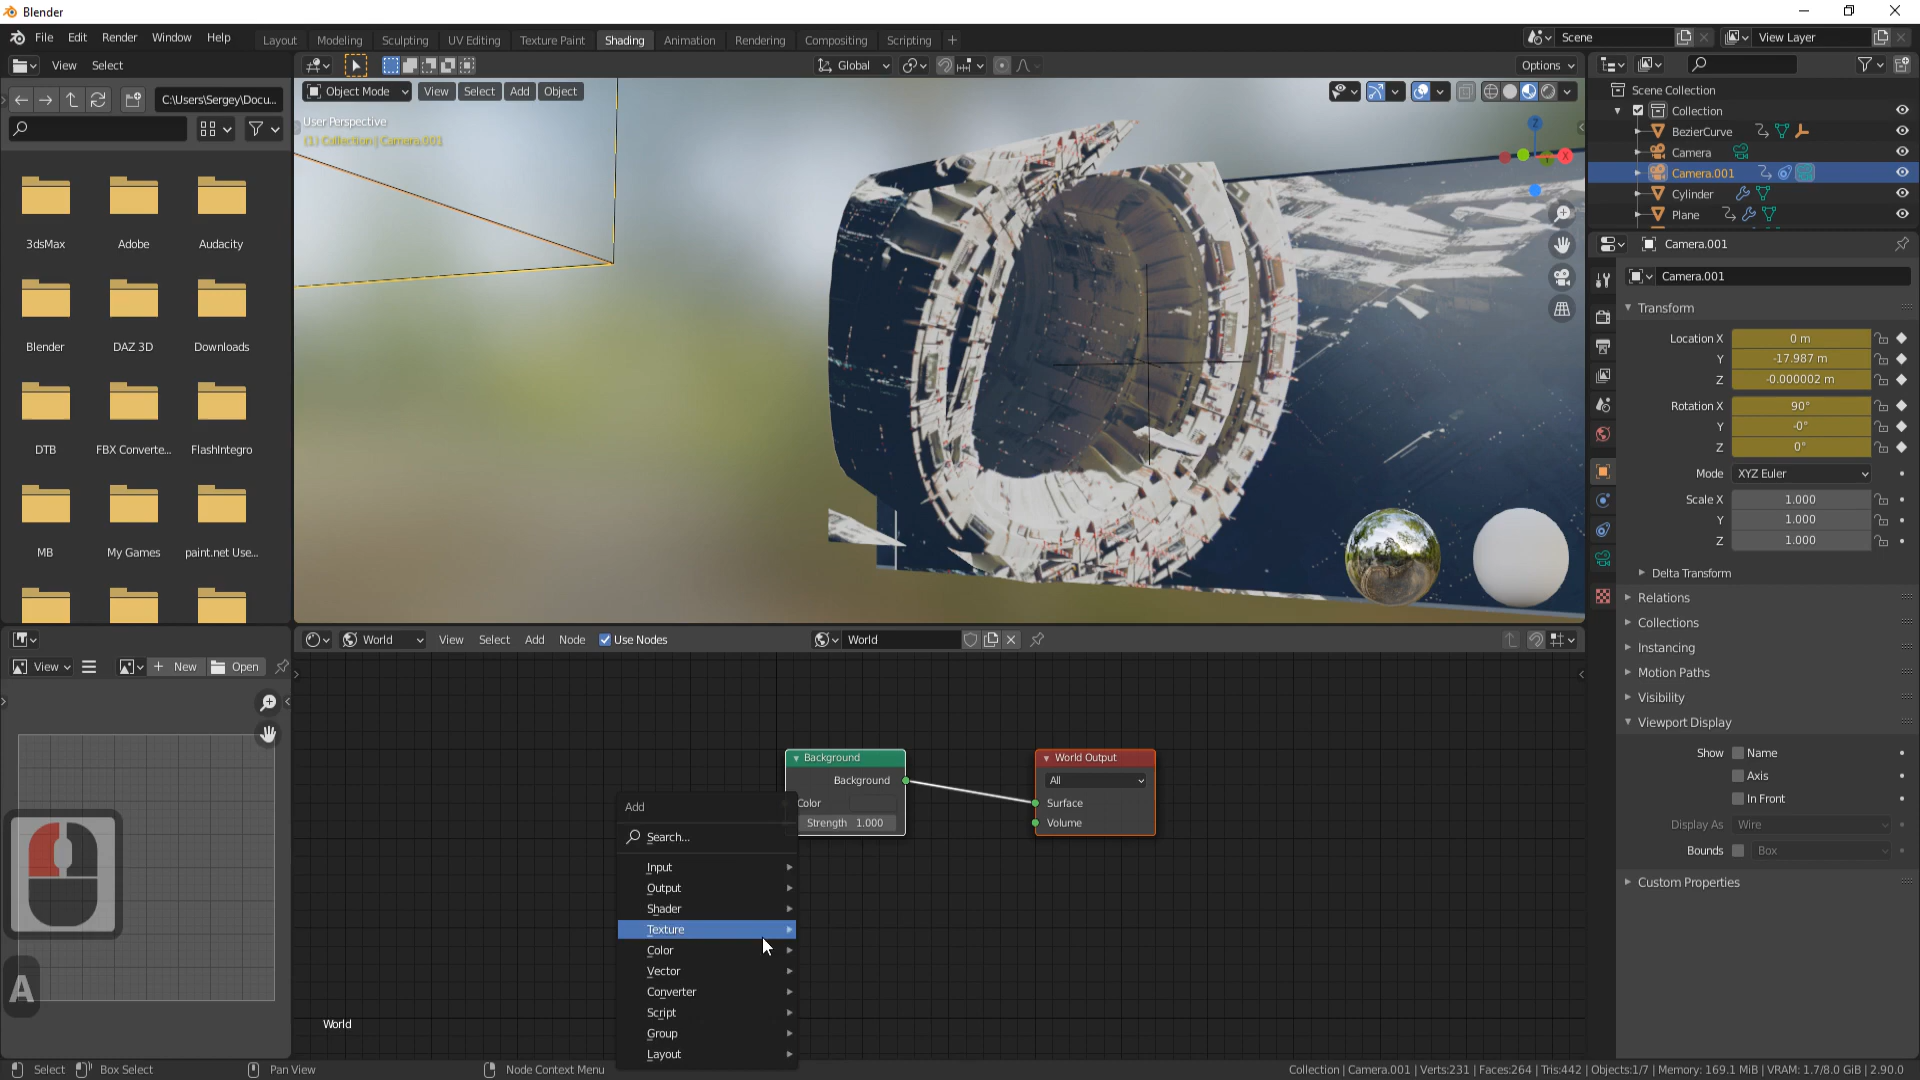 Blender
File Edit Render Window Help
Layout Modeling Sculpting UV Editing Texture Paint Shading Animation Rendering Compositing Scripting +
Scene
View Layer
View Select
Global
Options
C:\Users\Sergey\Docu...
Object Mode View Select Add Object
User Perspective
(1) Collection | Camera.001
Z
X
3dsMax Adobe Audacity
Blender DAZ 3D Downloads
DTB FBX Converte... FlashIntegro
MB My Games paint.net Use...
Scene Collection
Collection
BezierCurve
Camera
Camera.001
Cylinder
Plane
Camera.001
Camera.001
Transform
Location X 0 m
Y -17.987 m
Z -0.000002 m
Rotation X 90°
Y -0°
Z 0°
Mode XYZ Euler
Scale X 1.000
Y 1.000
Z 1.000
Delta Transform
Relations
Collections
Instancing
Motion Paths
Visibility
Viewport Display
Show Name
Axis
In Front
Display As Wire
Bounds Box
Custom Properties
View New Open
World View Select Add Node Use Nodes
World
Background
Background
Color
Strength 1.000
World Output
All
Surface
Volume
Add
Search...
Input
Output
Shader
Texture
Color
Vector
Converter
Script
Group
Layout
A
World
Select Box Select Pan View Node Context Menu
Collection | Camera.001 | Verts:231 | Faces:264 | Tris:442 | Objects:1/7 | Memory: 169.1 MiB | VRAM: 1.7/8.0 GiB | 2.90.0